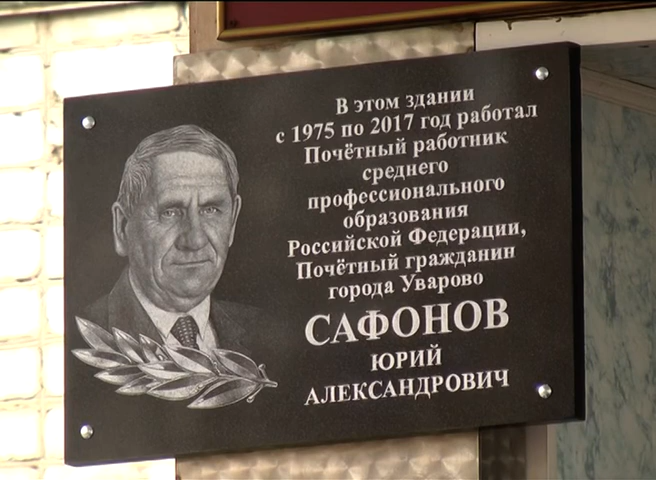 В этом здании
с 1975 по 2017 год работал
Почётный работник
среднего
профессионального
образования
Российской Федерации,
Почётный гражданин
города Уварово
САФОНОВ
ЮРИЙ
АЛЕКСАНДРОВИЧ